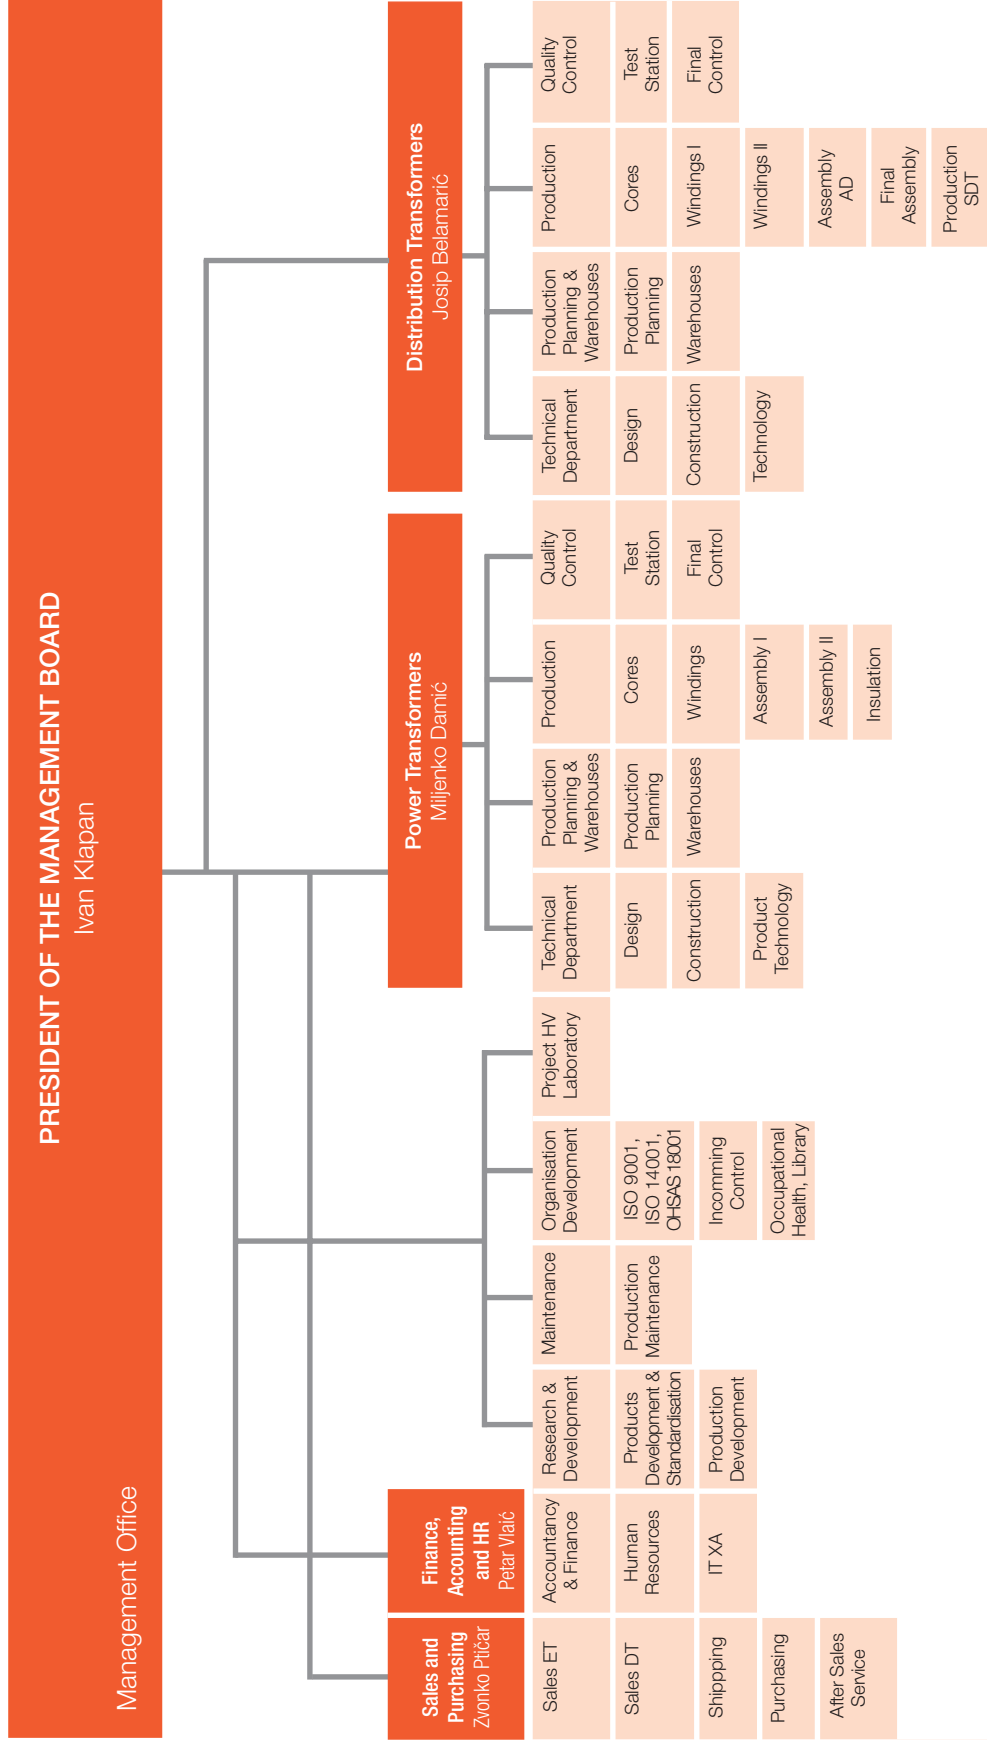 PRESIDENT OF THE MANAGEMENT BOARD
Ivan Klapan
Management Office
Sales and
Purchasing
Zvonko Ptičar
Sales ET
Sales DT
Shippping
Purchasing
After Sales
Service
Finance,
Accounting
and HR
Petar Vlaić
Accountancy
& Finance
Human
Resources
IT XA
Research &
Development
Products
Development &
Standardisation
Production
Development
Maintenance
Production
Maintenance
Organisation
Development
ISO 9001,
ISO 14001,
OHSAS 18001
Incomming
Control
Occupational
Health, Library
Project HV
Laboratory
Power Transformers
Miljenko Damić
Technical
Department
Design
Construction
Product
Technology
Production
Planning &
Warehouses
Production
Planning
Warehouses
Production
Cores
Windings
Assembly I
Assembly II
Insulation
Quality
Control
Test
Station
Final
Control
Distribution Transformers
Josip Belamarić
Technical
Department
Design
Construction
Technology
Production
Planning &
Warehouses
Production
Planning
Warehouses
Production
Cores
Windings I
Windings II
Assembly
AD
Final
Assembly
Production
SDT
Quality
Control
Test
Station
Final
Control